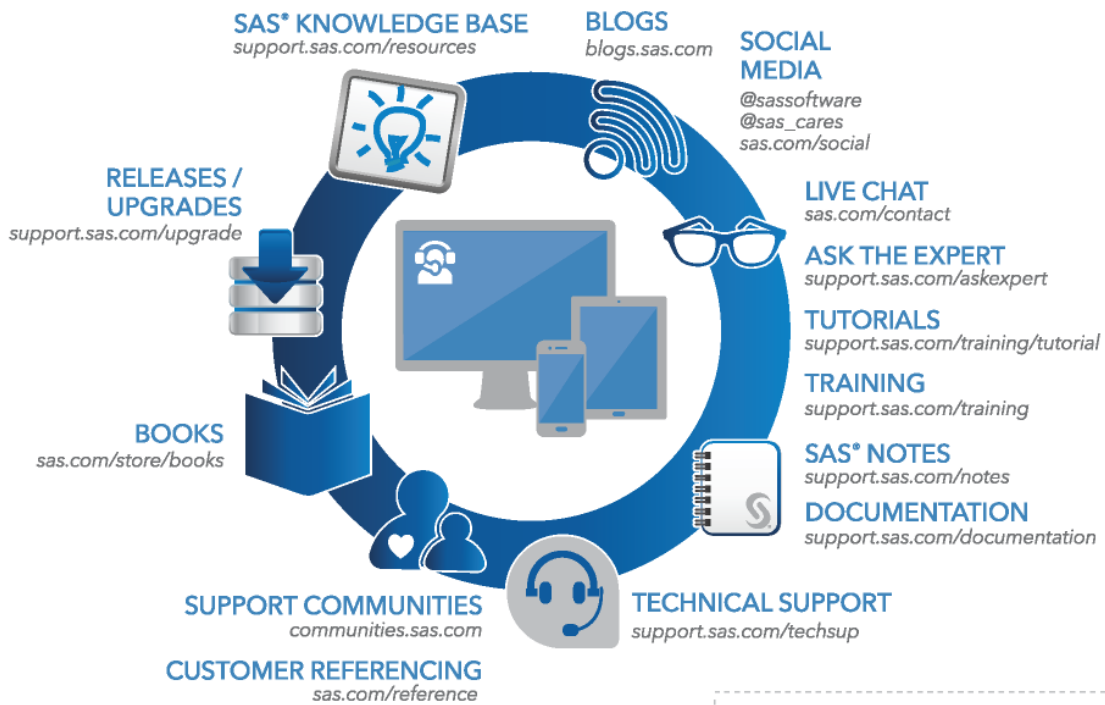 SAS® KNOWLEDGE BASE
support.sas.com/resources
BLOGS
blogs.sas.com
SOCIAL
MEDIA
@sassoftware
@sas_cares
sas.com/social
RELEASES /
UPGRADES
support.sas.com/upgrade
LIVE CHAT
sas.com/contact
ASK THE EXPERT
support.sas.com/askexpert
TUTORIALS
support.sas.com/training/tutorial
TRAINING
support.sas.com/training
BOOKS
sas.com/store/books
SAS® NOTES
support.sas.com/notes
DOCUMENTATION
support.sas.com/documentation
SUPPORT COMMUNITIES
communities.sas.com
TECHNICAL SUPPORT
support.sas.com/techsup
CUSTOMER REFERENCING
sas.com/reference